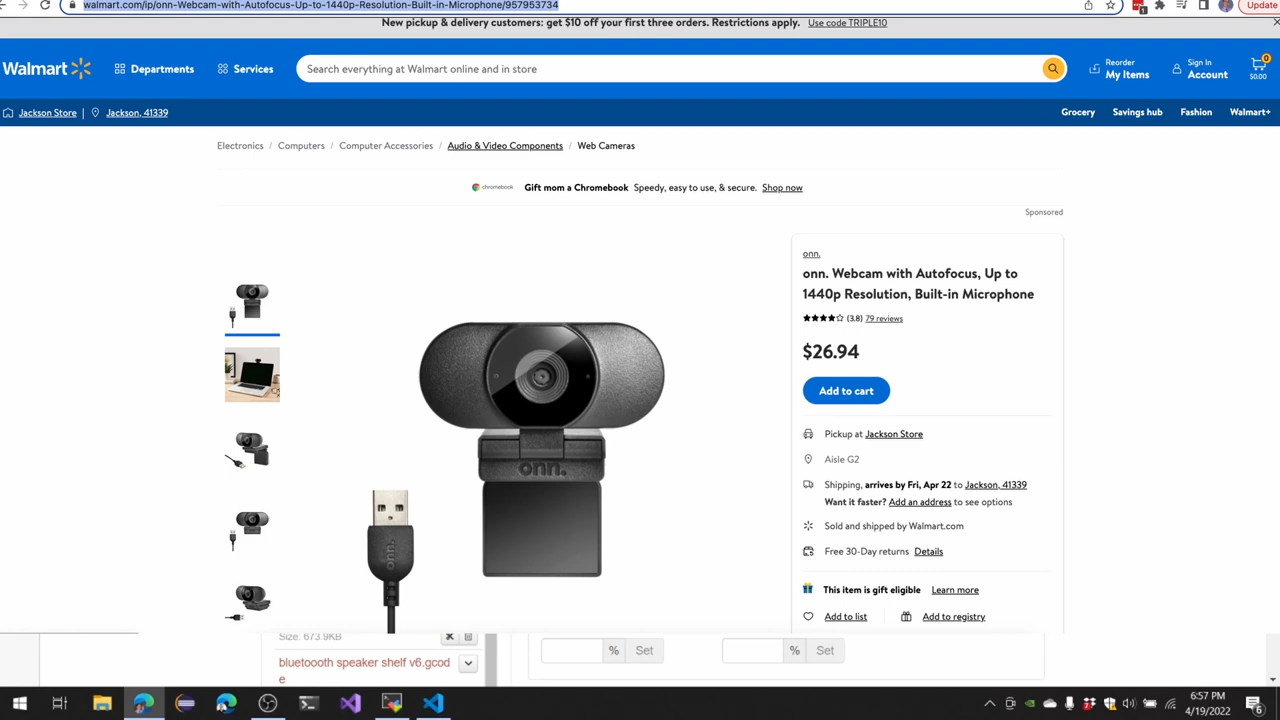 walmart.com/ip/onn-Webcam-with-Autofocus-Up-to-1440p-Resolution-Built-in-Microphone/957953734
Update
New pickup & delivery customers: get $10 off your first three orders. Restrictions apply. Use code TRIPLE10
Walmart
Departments
Services
Search everything at Walmart online and in store
Reorder
My Items
Sign In
Account
0
$0.00
Jackson Store | Jackson, 41339
Grocery
Savings hub
Fashion
Walmart+
Electronics / Computers / Computer Accessories / Audio & Video Components / Web Cameras
chromebook Gift mom a Chromebook Speedy, easy to use, & secure. Shop now
Sponsored
onn.
onn. Webcam with Autofocus, Up to
1440p Resolution, Built-in Microphone
(3.8) 79 reviews
$26.94
Add to cart
Pickup at Jackson Store
Aisle G2
Shipping, arrives by Fri, Apr 22 to Jackson, 41339
Want it faster? Add an address to see options
Sold and shipped by Walmart.com
Free 30-Day returns Details
This item is gift eligible Learn more
Add to list
Add to registry
onn.
onn.
Size: 673.9KB
bluetoooth speaker shelf v6.gcod
e
% Set
% Set
6:57 PM
4/19/2022
6